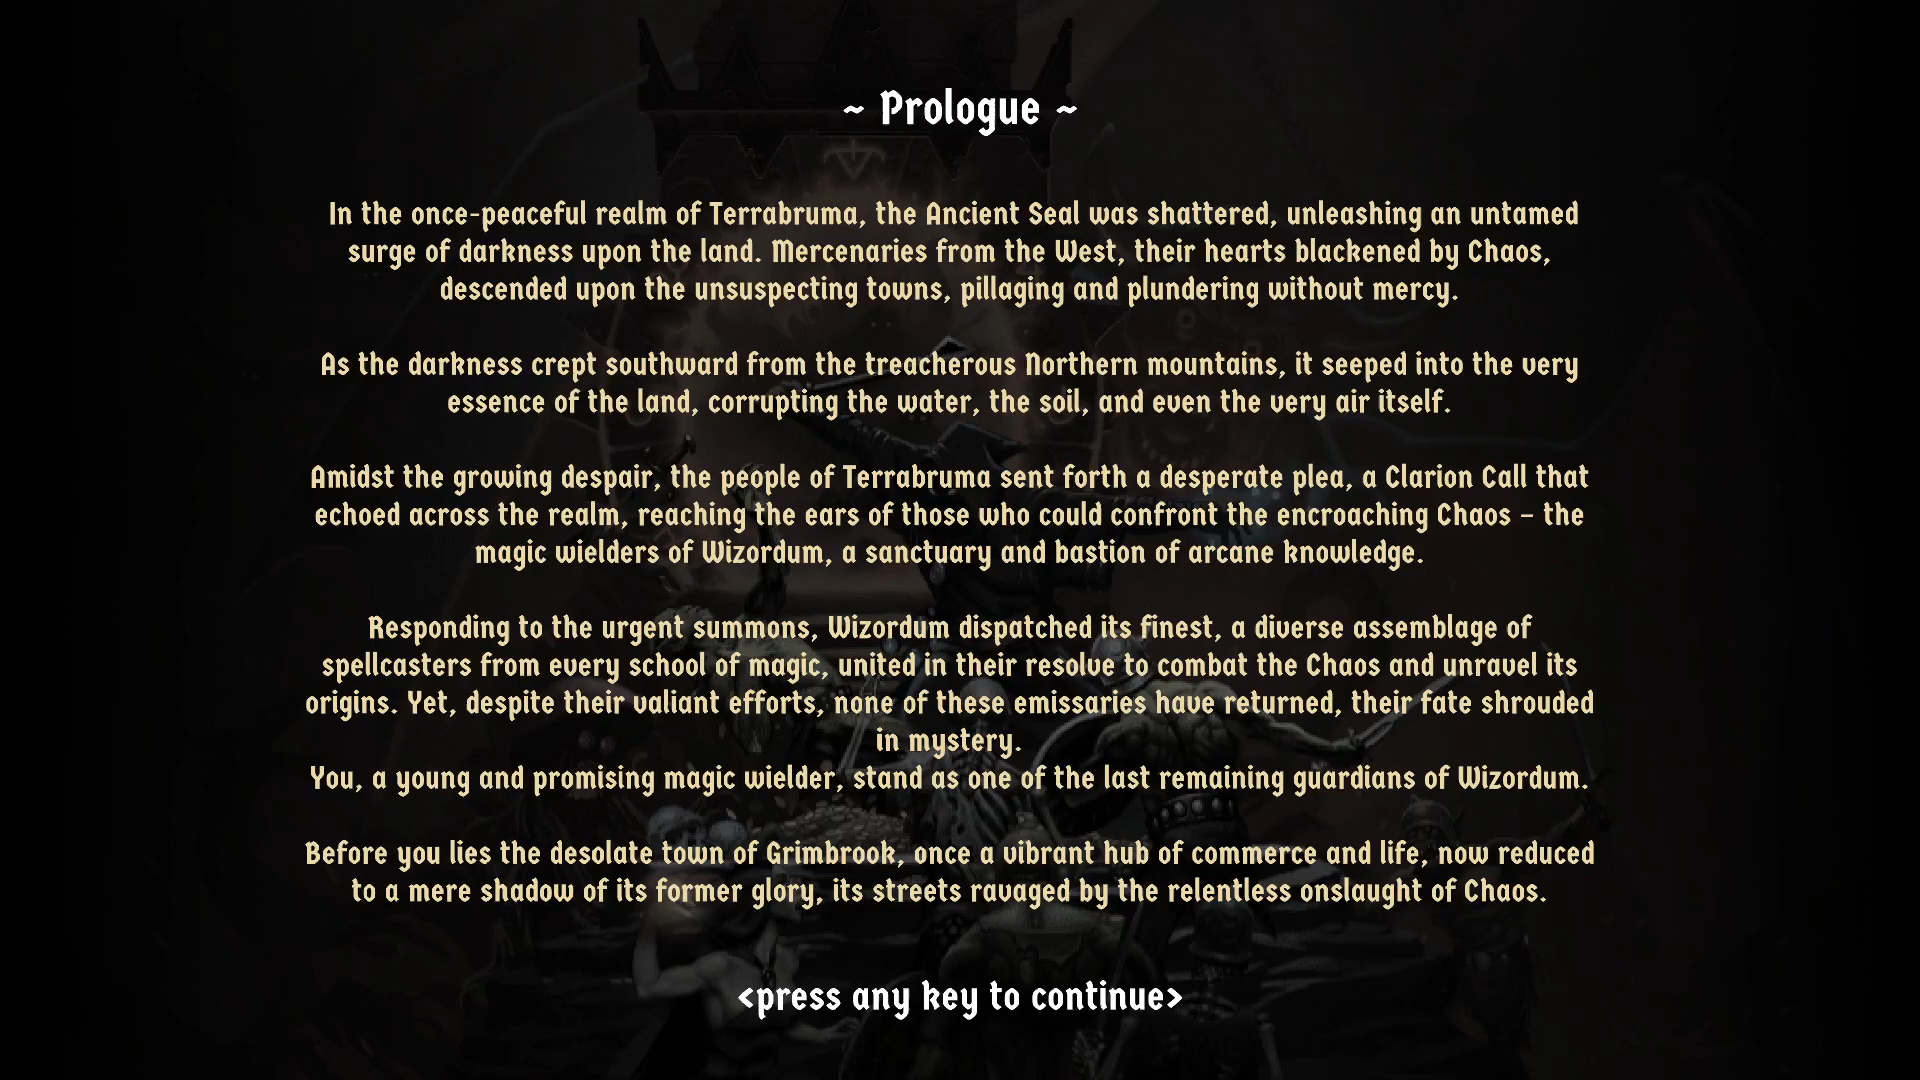 ~ Prologue ~
In the once-peaceful realm of Terrabruma, the Ancient Seal was shattered, unleashing an untamed
surge of darkness upon the land. Mercenaries from the West, their hearts blackened by Chaos,
descended upon the unsuspecting towns, pillaging and plundering without mercy.
As the darkness crept southward from the treacherous Northern mountains, it seeped into the very
essence of the land, corrupting the water, the soil, and even the very air itself.
Amidst the growing despair, the people of Terrabruma sent forth a desperate plea, a Clarion Call that
echoed across the realm, reaching the ears of those who could confront the encroaching Chaos – the
magic wielders of Wizordum, a sanctuary and bastion of arcane knowledge.
Responding to the urgent summons, Wizordum dispatched its finest, a diverse assemblage of
spellcasters from every school of magic, united in their resolve to combat the Chaos and unravel its
origins. Yet, despite their valiant efforts, none of these emissaries have returned, their fate shrouded
in mystery.
You, a young and promising magic wielder, stand as one of the last remaining guardians of Wizordum.
Before you lies the desolate town of Grimbrook, once a vibrant hub of commerce and life, now reduced
to a mere shadow of its former glory, its streets ravaged by the relentless onslaught of Chaos.
<press any key to continue>